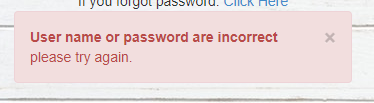 If you forgot password: Click Here
User name or password are incorrect ×
please try again.